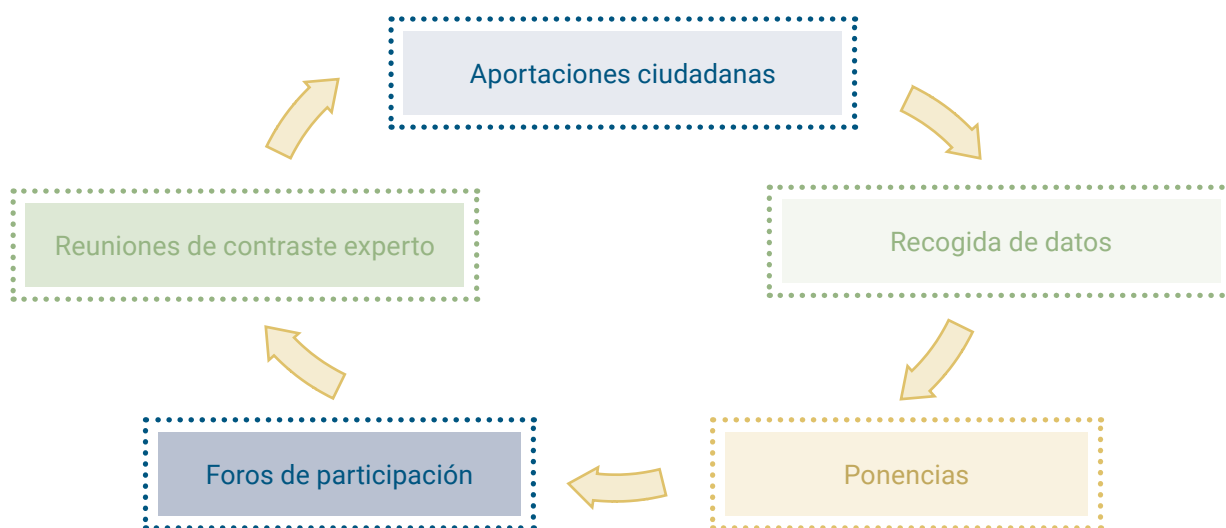 Aportaciones ciudadanas
Reuniones de contraste experto
Recogida de datos
Foros de participación
Ponencias